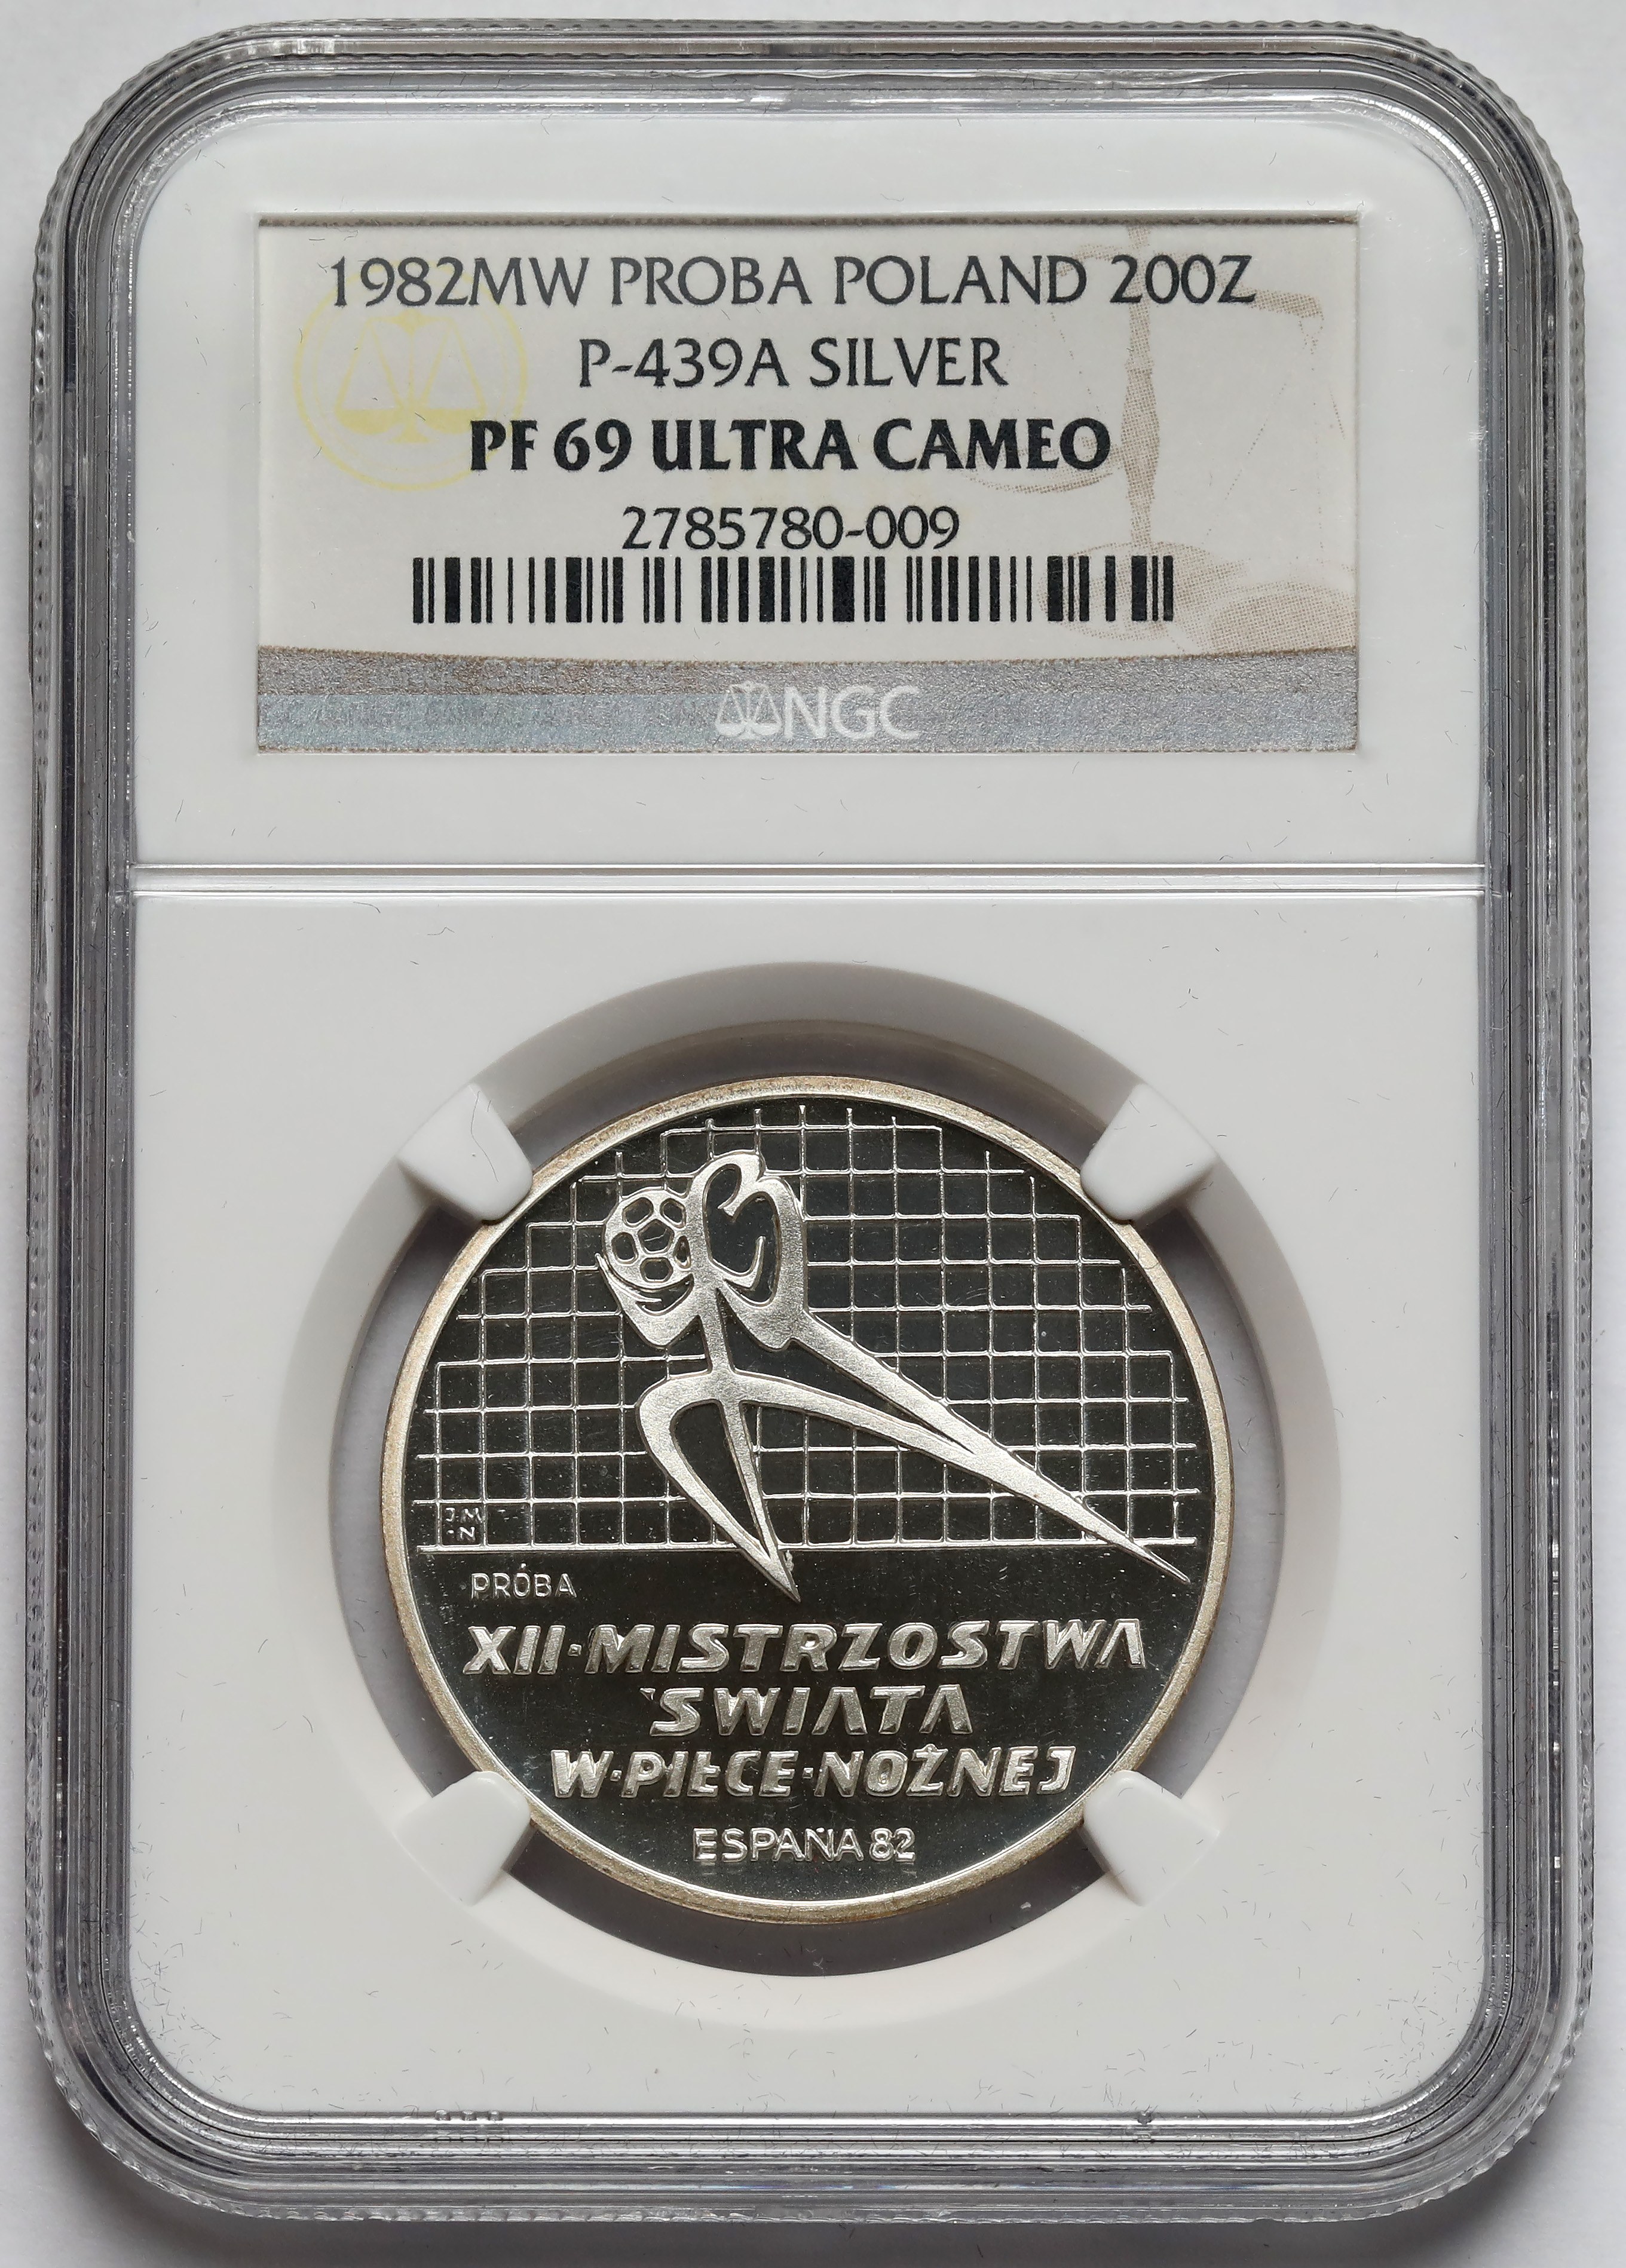 1982MW PROBA POLAND 200Z
P-439A SILVER
PF 69 ULTRA CAMEO
2785780-009
NGC
J.M
·N
PRÓBA
XII·MISTRZOSTWA
ŚWIATA
W·PIŁCE·NOŻNEJ
ESPAÑA 82